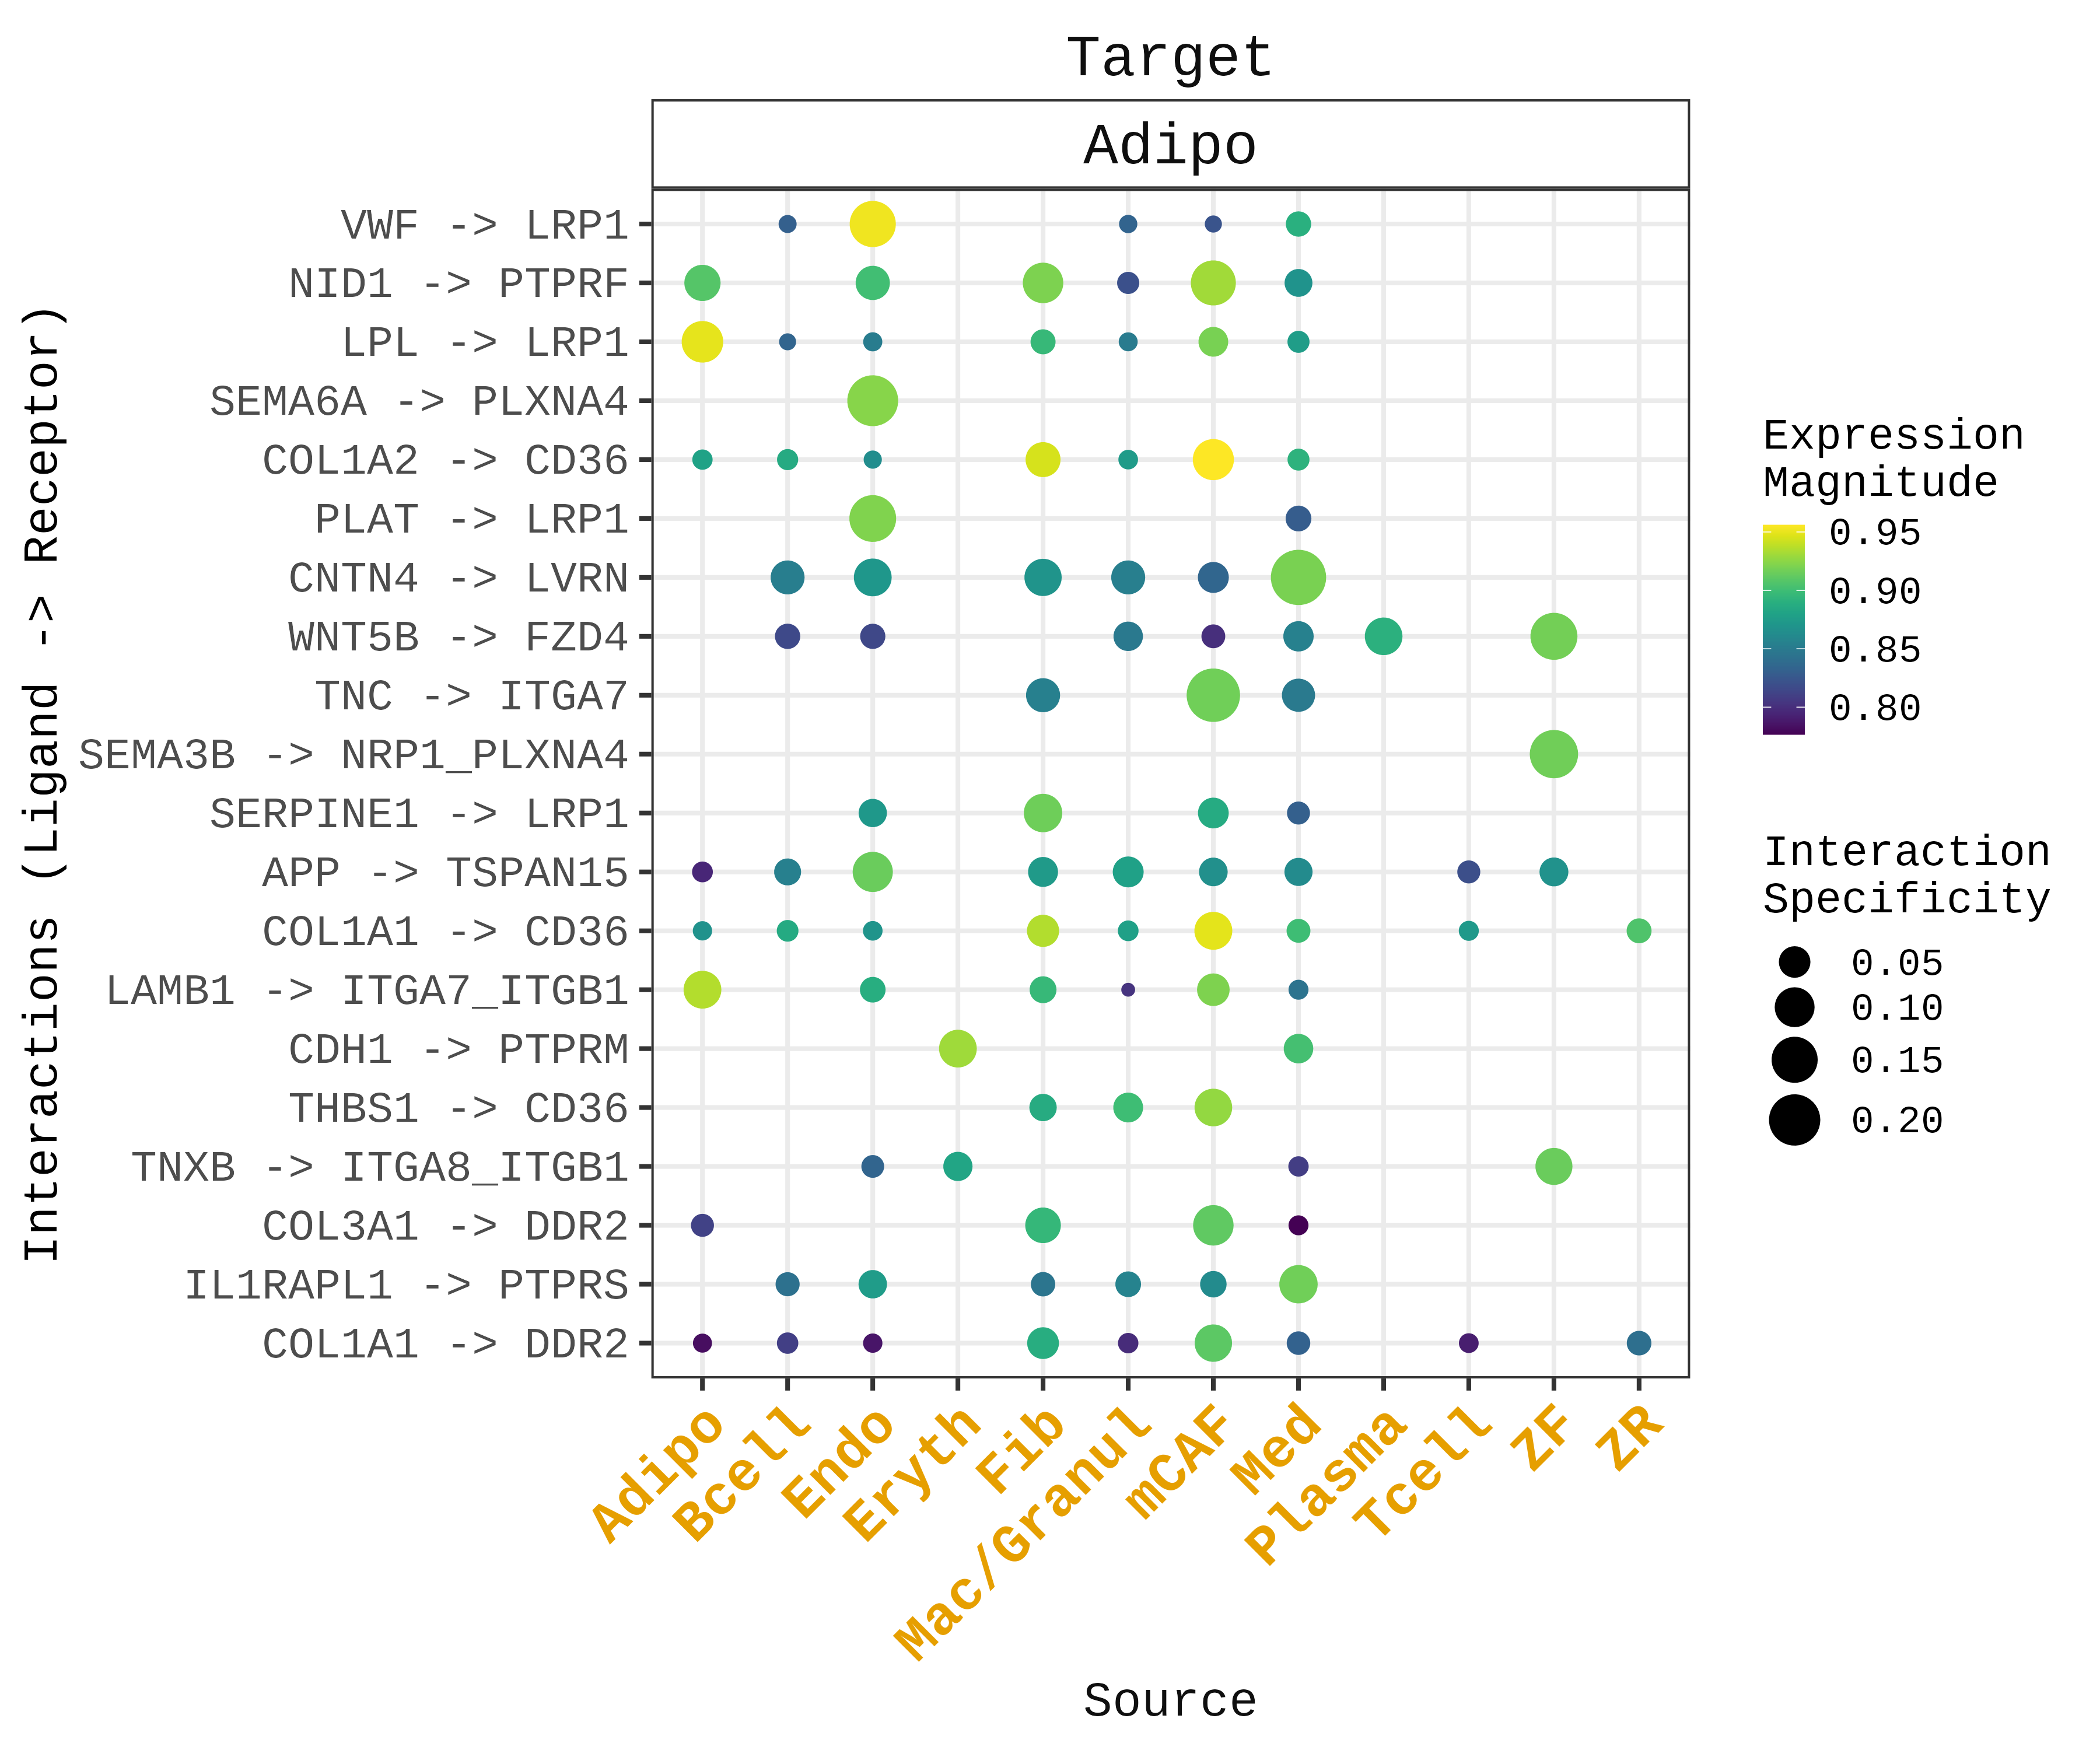 Target
Adipo
Interactions (Ligand -> Receptor)
VWF -> LRP1
NID1 -> PTPRF
LPL -> LRP1
SEMA6A -> PLXNA4
COL1A2 -> CD36
PLAT -> LRP1
CNTN4 -> LVRN
WNT5B -> FZD4
TNC -> ITGA7
SEMA3B -> NRP1_PLXNA4
SERPINE1 -> LRP1
APP -> TSPAN15
COL1A1 -> CD36
LAMB1 -> ITGA7_ITGB1
CDH1 -> PTPRM
THBS1 -> CD36
TNXB -> ITGA8_ITGB1
COL3A1 -> DDR2
IL1RAPL1 -> PTPRS
COL1A1 -> DDR2
Adipo
Bcell
Endo
Eryth
Fib
Mac/Granul
mCAF
Med
Plasma
Tcell
ZF
ZR
Source
Expression
Magnitude
0.95
0.90
0.85
0.80
Interaction
Specificity
0.05
0.10
0.15
0.20